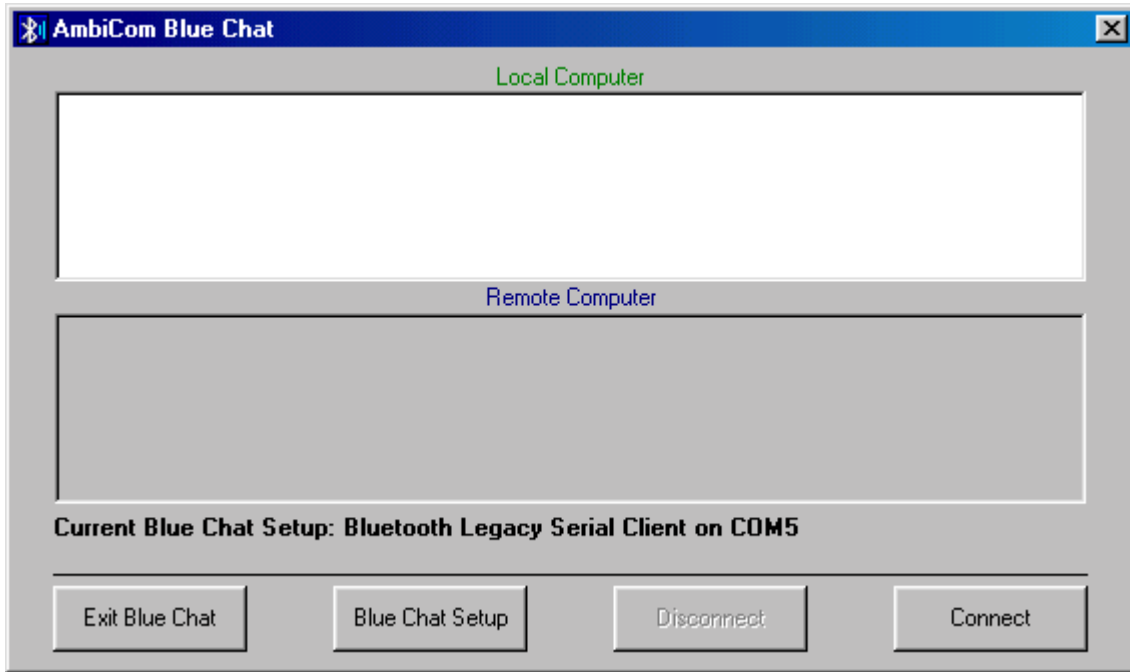 AmbiCom Blue Chat
Local Computer
Remote Computer
Current Blue Chat Setup: Bluetooth Legacy Serial Client on COM5
Exit Blue Chat
Blue Chat Setup
Disconnect
Connect